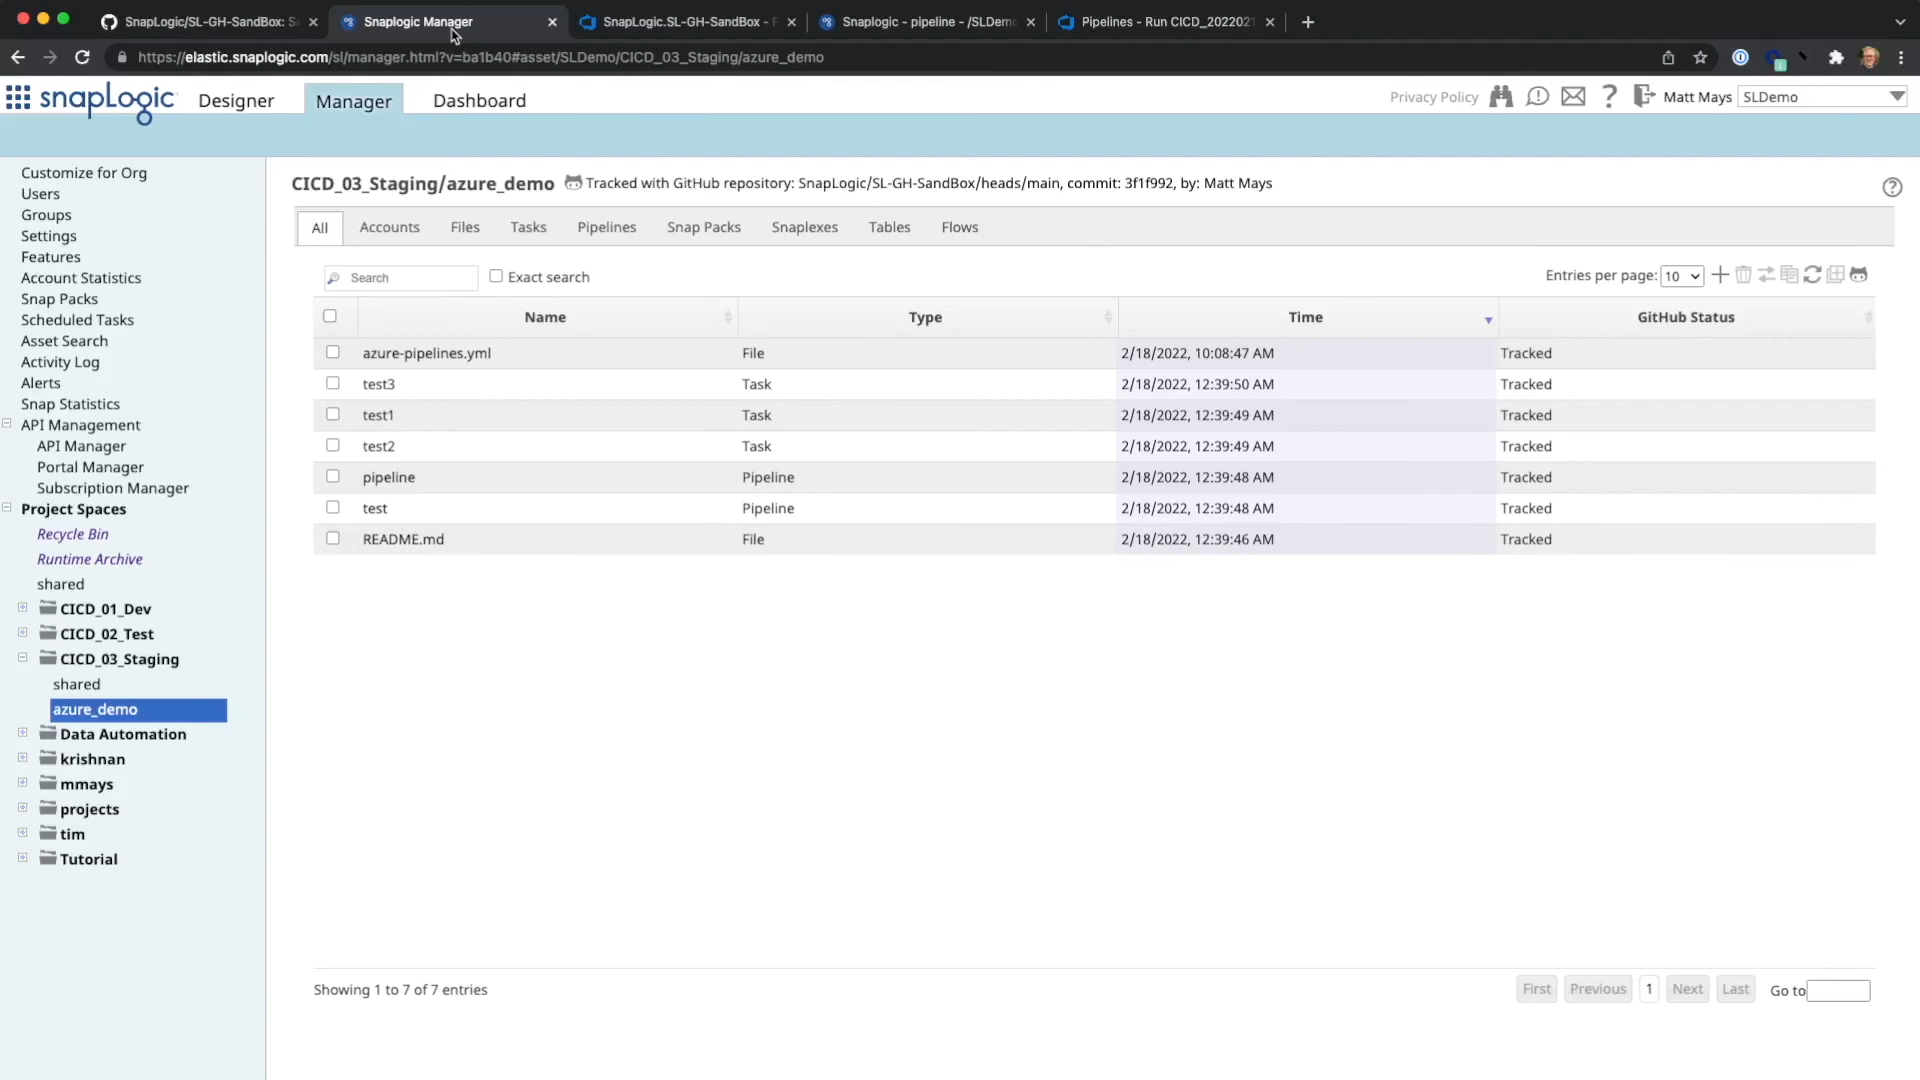 SnapLogic/SL-GH-SandBox: S
Snaplogic Manager
SnapLogic.SL-GH-SandBox - P
Snaplogic - pipeline - /SLDemo
Pipelines - Run CICD_2022021
https://elastic.snaplogic.com/sl/manager.html?v=ba1b40#asset/SLDemo/CICD_03_Staging/azure_demo
snapLogic
Designer
Manager
Dashboard
Privacy Policy
Matt Mays
SLDemo
Customize for Org
Users
Groups
Settings
Features
Account Statistics
Snap Packs
Scheduled Tasks
Asset Search
Activity Log
Alerts
Snap Statistics
API Management
API Manager
Portal Manager
Subscription Manager
Project Spaces
Recycle Bin
Runtime Archive
shared
CICD_01_Dev
CICD_02_Test
CICD_03_Staging
shared
azure_demo
Data Automation
krishnan
mmays
projects
tim
Tutorial
CICD_03_Staging/azure_demo Tracked with GitHub repository: SnapLogic/SL-GH-SandBox/heads/main, commit: 3f1f992, by: Matt Mays
All Accounts Files Tasks Pipelines Snap Packs Snaplexes Tables Flows
Search Exact search Entries per page: 10
Name Type Time GitHub Status
azure-pipelines.yml File 2/18/2022, 10:08:47 AM Tracked
test3 Task 2/18/2022, 12:39:50 AM Tracked
test1 Task 2/18/2022, 12:39:49 AM Tracked
test2 Task 2/18/2022, 12:39:49 AM Tracked
pipeline Pipeline 2/18/2022, 12:39:48 AM Tracked
test Pipeline 2/18/2022, 12:39:48 AM Tracked
README.md File 2/18/2022, 12:39:46 AM Tracked
Showing 1 to 7 of 7 entries
First Previous 1 Next Last Go to